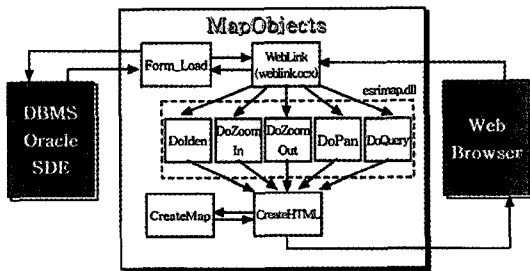 MapObjects
Form_Load
WebLink
(weblink.ocx)
esrimap.dll
DBMS
Oracle
SDE
DoIden
DoZoom
In
DoZoom
Out
DoPan
DoQuery
Web
Browser
CreateMap
CreateHTML